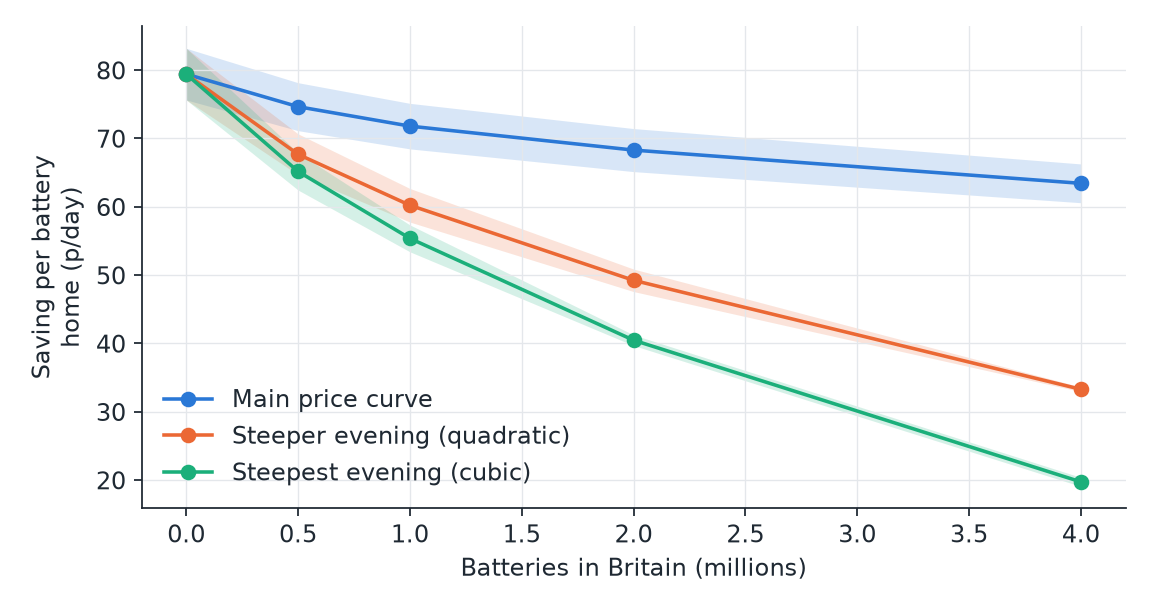 Saving per battery
home (p/day)
80
70
60
50
40
30
20
Main price curve
Steeper evening (quadratic)
Steepest evening (cubic)
0.0 0.5 1.0 1.5 2.0 2.5 3.0 3.5 4.0
Batteries in Britain (millions)